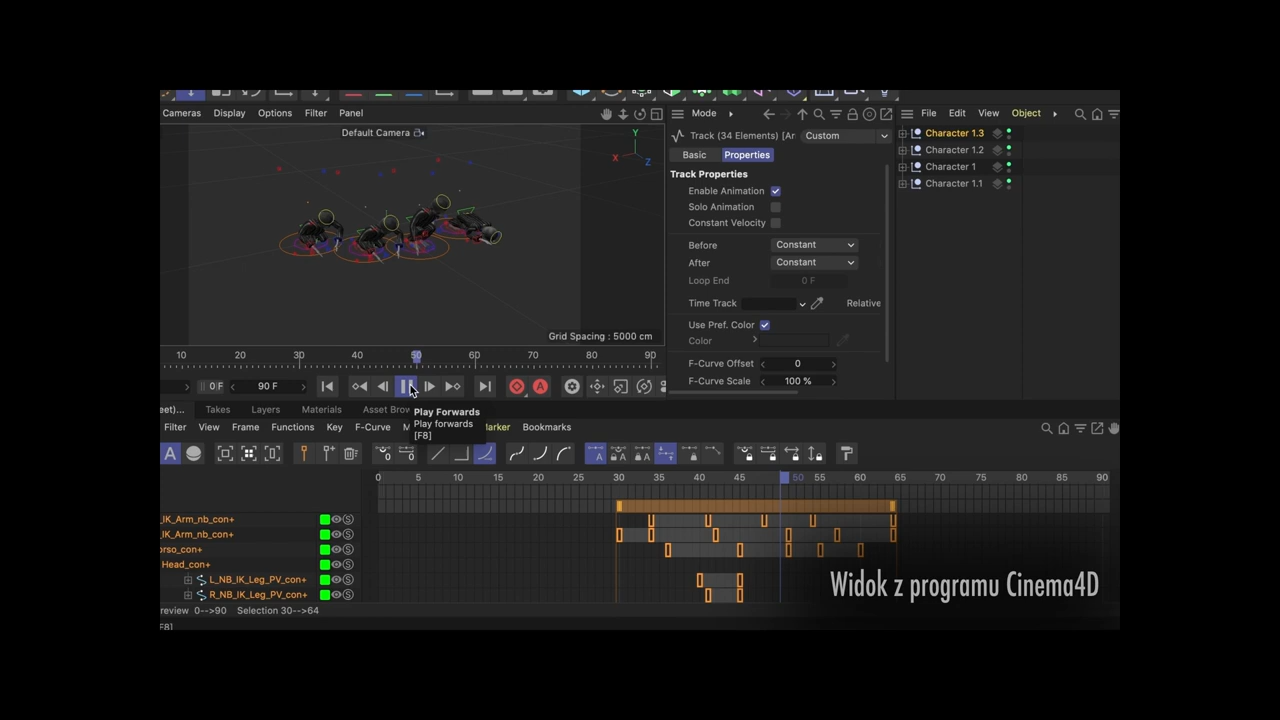 Cameras Display Options Filter Panel
Mode
File Edit View Object
Default Camera
Y
X
Z
Track (34 Elements) [Ar Custom
Basic Properties
Track Properties
Enable Animation
Solo Animation
Constant Velocity
Before Constant
After Constant
Loop End 0 F
Time Track Relative
Use Pref. Color
Color
F-Curve Offset 0
F-Curve Scale 100 %
Character 1.3
Character 1.2
Character 1
Character 1.1
Grid Spacing : 5000 cm
10 20 30 40 50 60 70 80 90
0 F 90 F
eet)... Takes Layers Materials Asset Brow
Play Forwards
Play forwards
[F8]
Filter View Frame Functions Key F-Curve M arker Bookmarks
0 5 10 15 20 25 30 35 40 45 50 55 60 65 70 75 80 85 90
_IK_Arm_nb_con+
_IK_Arm_nb_con+
orso_con+
Head_con+
L_NB_IK_Leg_PV_con+
R_NB_IK_Leg_PV_con+
Widok z programu Cinema4D
review 0-->90 Selection 30-->64
F8]